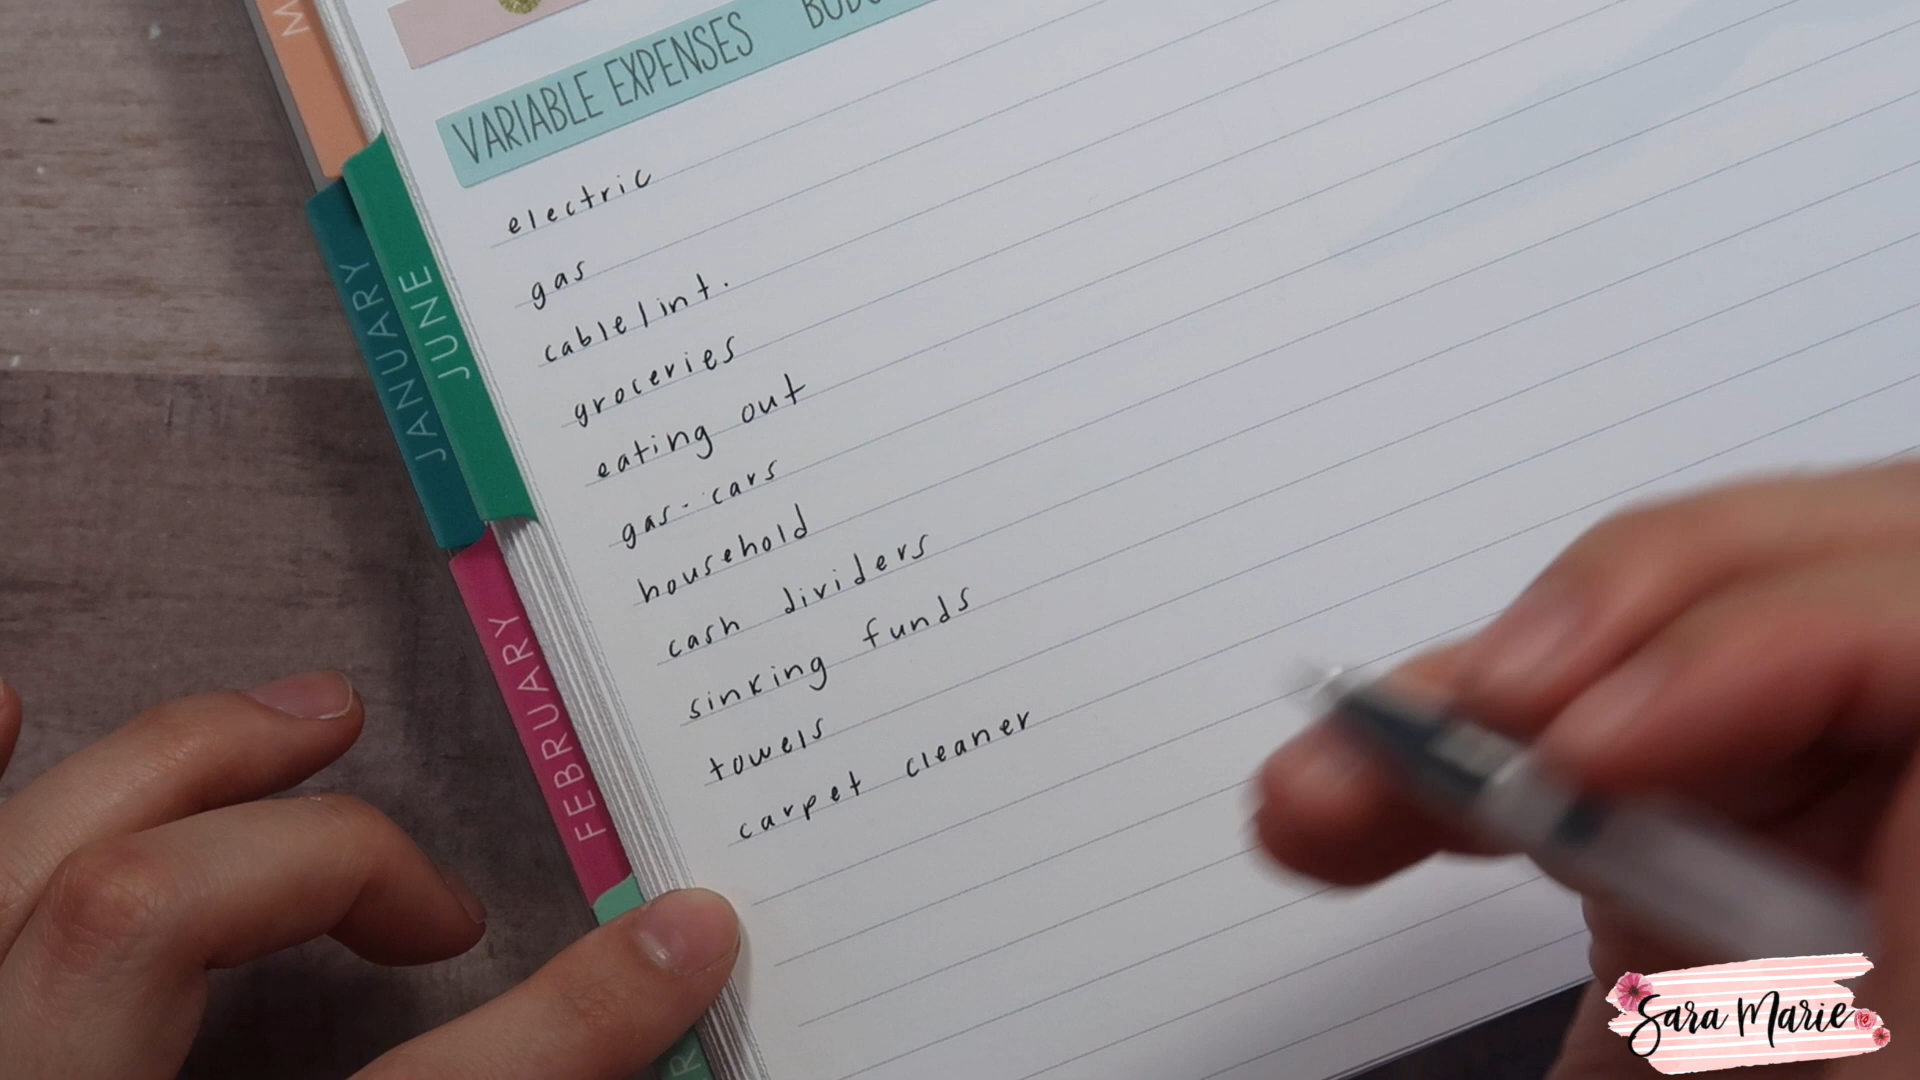 M
VARIABLE EXPENSES
electric
gas
cable/int.
groceries
eating out
gas-cars
household
cash dividers
sinking funds
towels
carpet cleaner
JUNE
JANUARY
FEBRUARY
R
Sara Marie